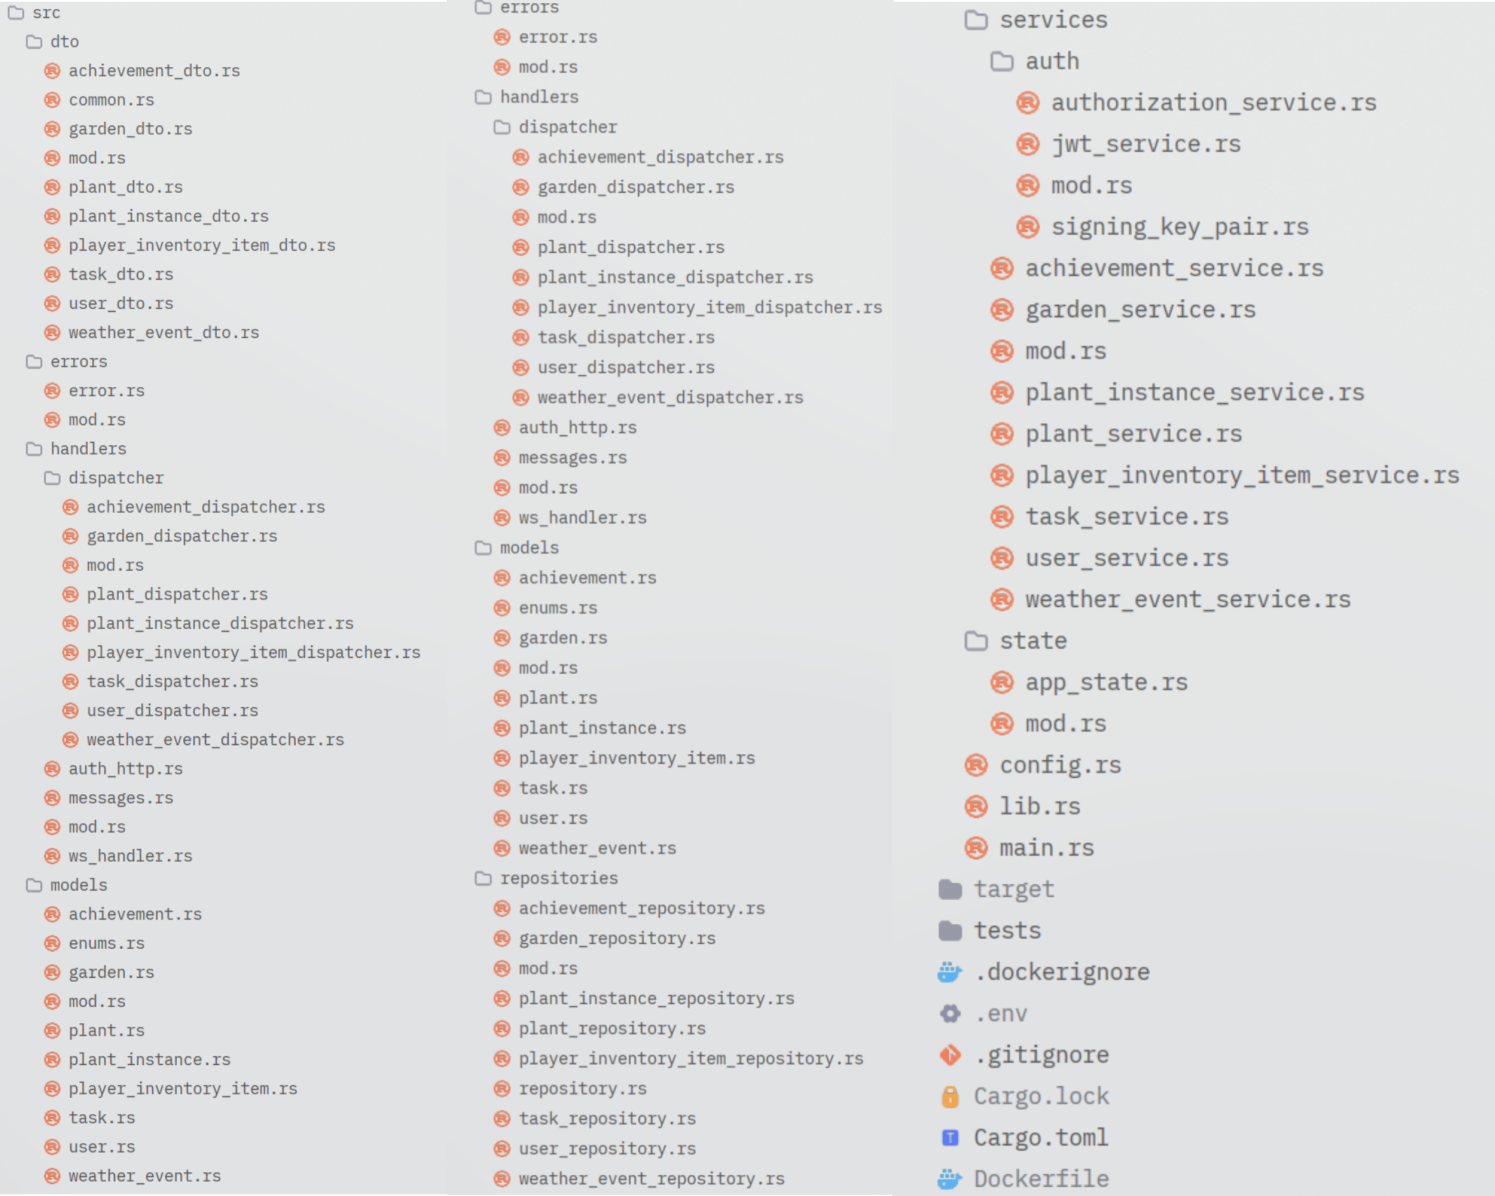 src
dto
achievement_dto.rs
common.rs
garden_dto.rs
mod.rs
plant_dto.rs
plant_instance_dto.rs
player_inventory_item_dto.rs
task_dto.rs
user_dto.rs
weather_event_dto.rs
errors
error.rs
mod.rs
handlers
dispatcher
achievement_dispatcher.rs
garden_dispatcher.rs
mod.rs
plant_dispatcher.rs
plant_instance_dispatcher.rs
player_inventory_item_dispatcher.rs
task_dispatcher.rs
user_dispatcher.rs
weather_event_dispatcher.rs
auth_http.rs
messages.rs
mod.rs
ws_handler.rs
models
achievement.rs
enums.rs
garden.rs
mod.rs
plant.rs
plant_instance.rs
player_inventory_item.rs
task.rs
user.rs
weather_event.rs
errors
error.rs
mod.rs
handlers
dispatcher
achievement_dispatcher.rs
garden_dispatcher.rs
mod.rs
plant_dispatcher.rs
plant_instance_dispatcher.rs
player_inventory_item_dispatcher.rs
task_dispatcher.rs
user_dispatcher.rs
weather_event_dispatcher.rs
auth_http.rs
messages.rs
mod.rs
ws_handler.rs
models
achievement.rs
enums.rs
garden.rs
mod.rs
plant.rs
plant_instance.rs
player_inventory_item.rs
task.rs
user.rs
weather_event.rs
repositories
achievement_repository.rs
garden_repository.rs
mod.rs
plant_instance_repository.rs
plant_repository.rs
player_inventory_item_repository.rs
repository.rs
task_repository.rs
user_repository.rs
weather_event_repository.rs
services
auth
authorization_service.rs
jwt_service.rs
mod.rs
signing_key_pair.rs
achievement_service.rs
garden_service.rs
mod.rs
plant_instance_service.rs
plant_service.rs
player_inventory_item_service.rs
task_service.rs
user_service.rs
weather_event_service.rs
state
app_state.rs
mod.rs
config.rs
lib.rs
main.rs
target
tests
.dockerignore
.env
.gitignore
Cargo.lock
Cargo.toml
Dockerfile